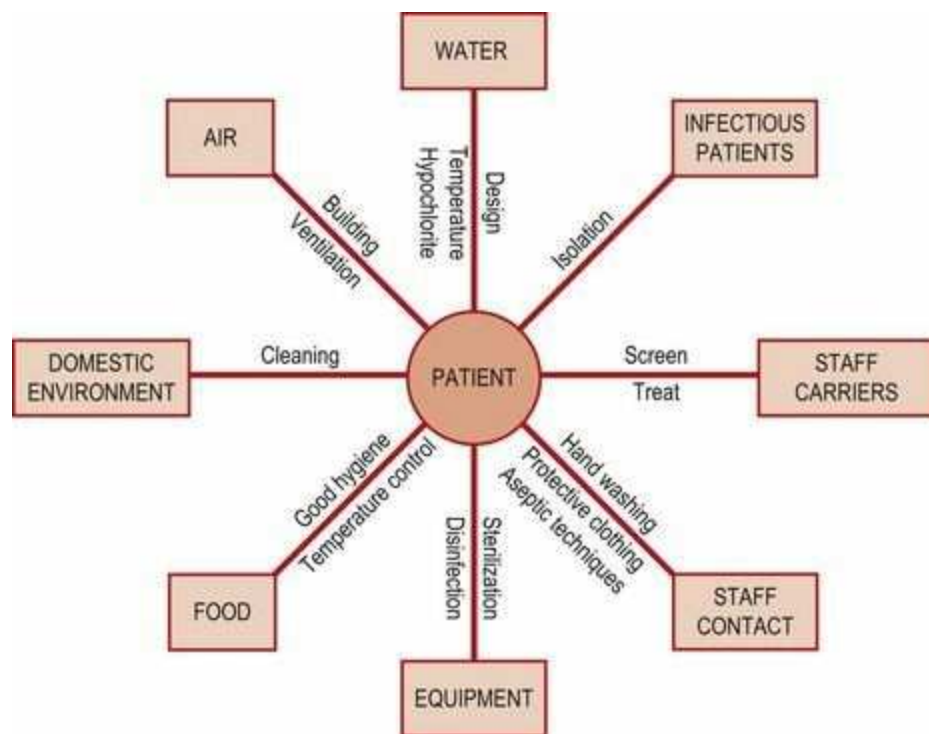 WATER
AIR
INFECTIOUS
PATIENTS
Building
Ventilation
Hypochlorite
Temperature
Design
Isolation
DOMESTIC
ENVIRONMENT
Cleaning
PATIENT
Screen
Treat
STAFF
CARRIERS
Good hygiene
Temperature control
Disinfection
Sterilization
Hand washing
Protective clothing
Aseptic techniques
FOOD
STAFF
CONTACT
EQUIPMENT